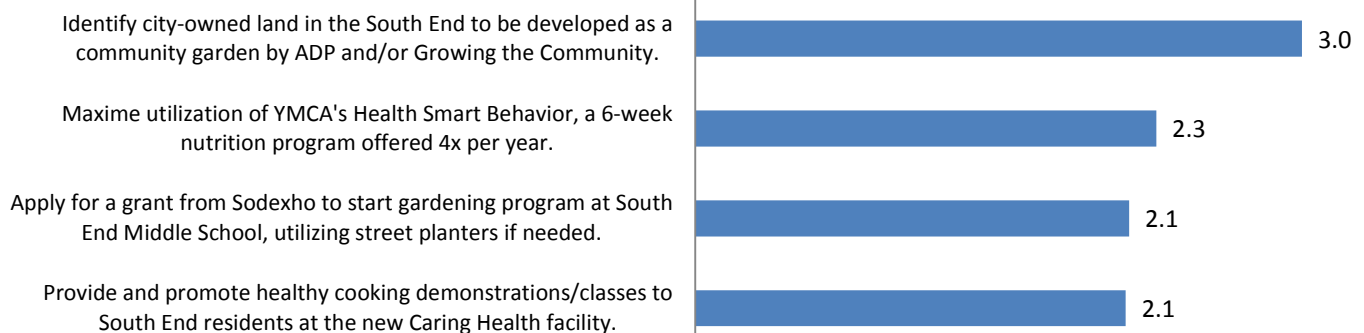 Identify city-owned land in the South End to be developed as a
community garden by ADP and/or Growing the Community.
3.0
Maxime utilization of YMCA's Health Smart Behavior, a 6-week
nutrition program offered 4x per year.
2.3
Apply for a grant from Sodexho to start gardening program at South
End Middle School, utilizing street planters if needed.
2.1
Provide and promote healthy cooking demonstrations/classes to
South End residents at the new Caring Health facility.
2.1